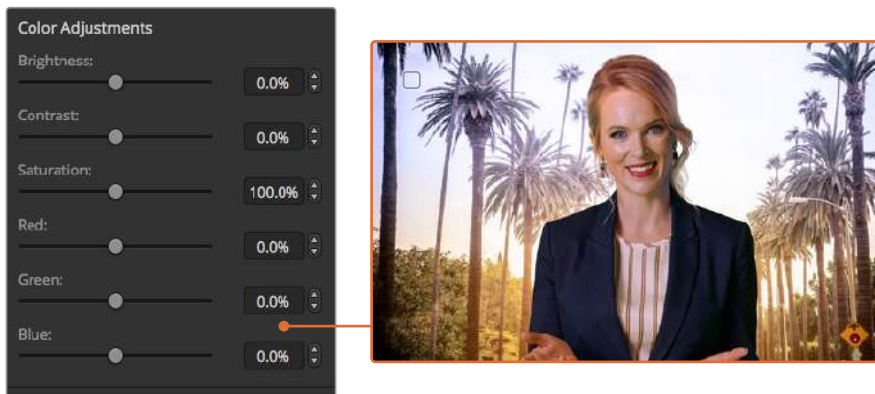 Color Adjustments
Brightness:
0.0%
Contrast:
0.0%
Saturation:
100.0%
Red:
0.0%
Green:
0.0%
Blue:
0.0%